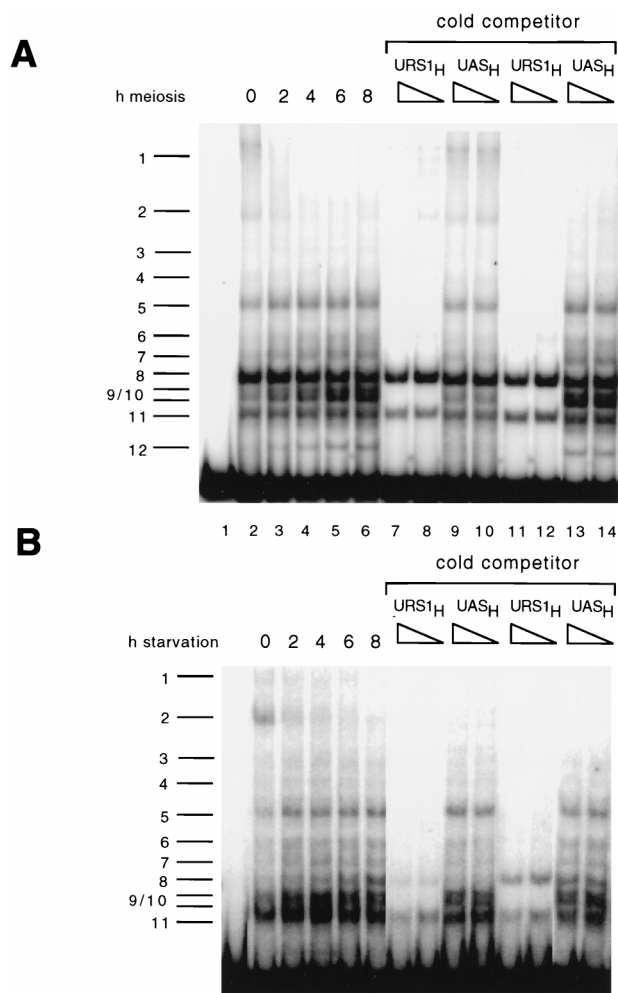 A
cold competitor
URS1H UASH URS1H UASH
h meiosis 0 2 4 6 8
1
2
3
4
5
6
7
8
9/10
11
12
1 2 3 4 5 6 7 8 9 10 11 12 13 14
B
cold competitor
URS1H UASH URS1H UASH
h starvation 0 2 4 6 8
1
2
3
4
5
6
7
8
9/10
11